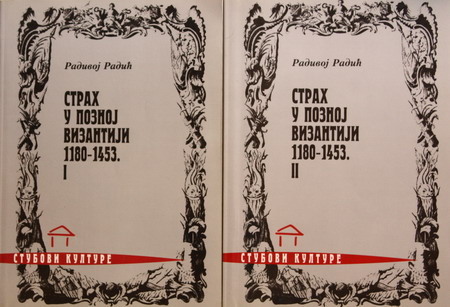 Радивој Радић
СТРАХ
У ПОЗНОЈ
ВИЗАНТИЈИ
1180-1453.
I
СТУБОВИ КУЛТУРЕ
Радивој Радић
СТРАХ
У ПОЗНОЈ
ВИЗАНТИЈИ
1180-1453.
II
СТУБОВИ КУЛТУРЕ